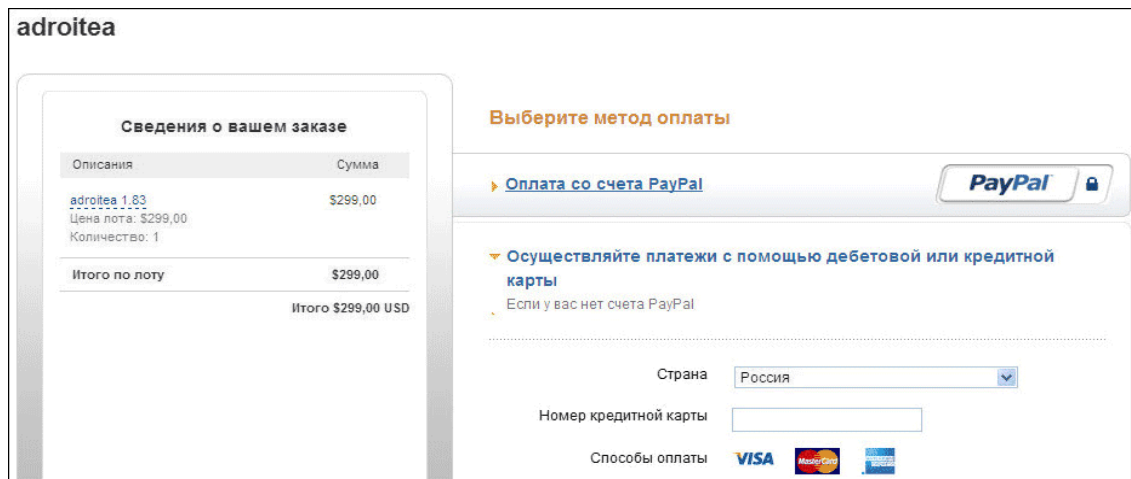 adroitea
Сведения о вашем заказе
Описания Сумма
adroitea 1.83 $299,00
Цена лота: $299,00
Количество: 1
Итого по лоту $299,00
Итого $299,00 USD
Выберите метод оплаты
Оплата со счета PayPal PayPal
Осуществляйте платежи с помощью дебетовой или кредитной
карты
Если у вас нет счета PayPal
Страна Россия
Номер кредитной карты
Способы оплаты VISA MasterCard